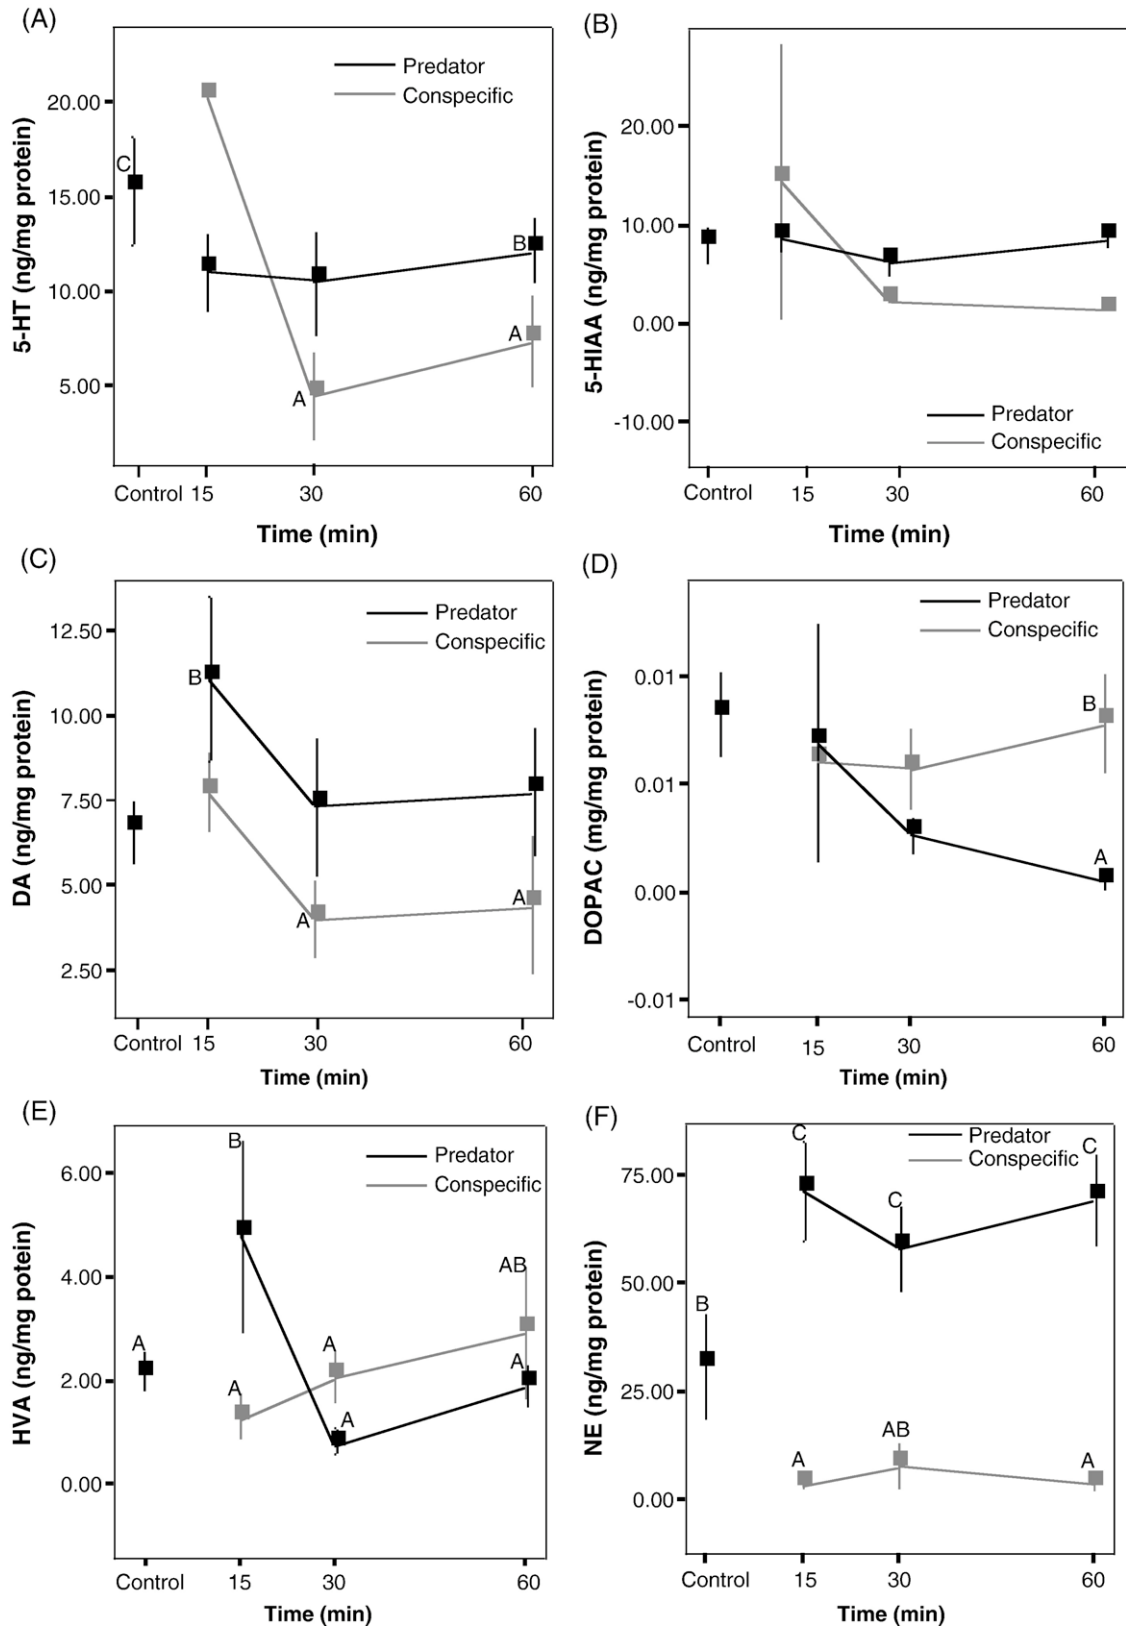 (A)
5-HT (ng/mg protein)
20.00
15.00
10.00
5.00
Predator
Conspecific
C
B
A
A
Control 15 30 60
Time (min)
(B)
5-HIAA (ng/mg protein)
20.00
10.00
0.00
-10.00
Predator
Conspecific
Control 15 30 60
Time (min)
(C)
DA (ng/mg protein)
12.50
10.00
7.50
5.00
2.50
Predator
Conspecific
B
A
A
Control 15 30 60
Time (min)
(D)
DOPAC (mg/mg protein)
0.01
0.01
0.00
-0.01
Predator
Conspecific
B
A
Control 15 30 60
Time (min)
(E)
HVA (ng/mg potein)
6.00
4.00
2.00
0.00
Predator
Conspecific
B
AB
A
A
A
A
A
Control 15 30 60
Time (min)
(F)
NE (ng/mg protein)
75.00
50.00
25.00
0.00
Predator
Conspecific
C
C
C
B
AB
A
A
Control 15 30 60
Time (min)